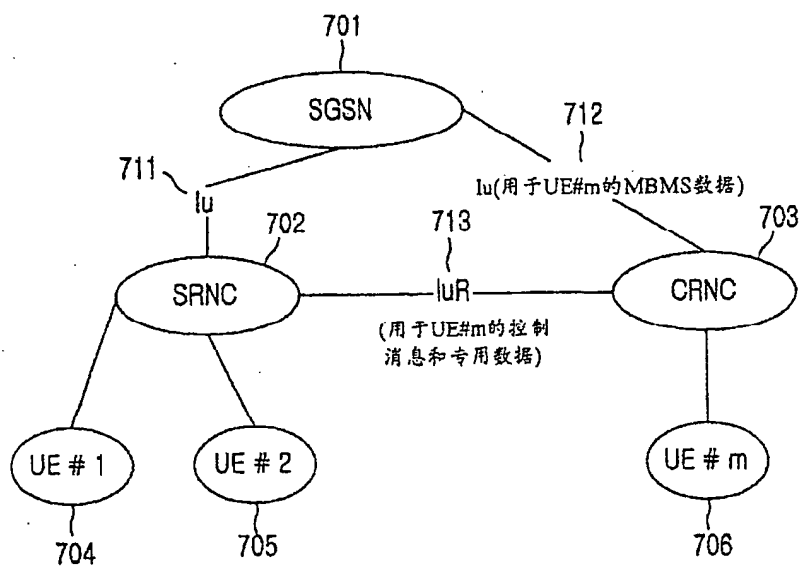 701
SGSN
712
711
Iu
Iu(用于UE#m的MBMS数据)
702
713
703
SRNC
IuR
CRNC
(用于UE#m的控制
消息和专用数据)
UE # 1
UE # 2
UE # m
704
705
706